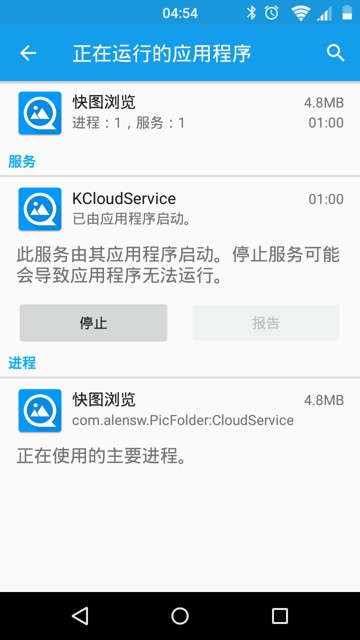 04:54
正在运行的应用程序
快图浏览 4.8MB
进程：1，服务：1 01:00
服务
KCloudService 01:00
已由应用程序启动。
此服务由其应用程序启动。停止服务可能
会导致应用程序无法运行。
停止 报告
进程
快图浏览 4.8MB
com.alensw.PicFolder:CloudService
正在使用的主要进程。